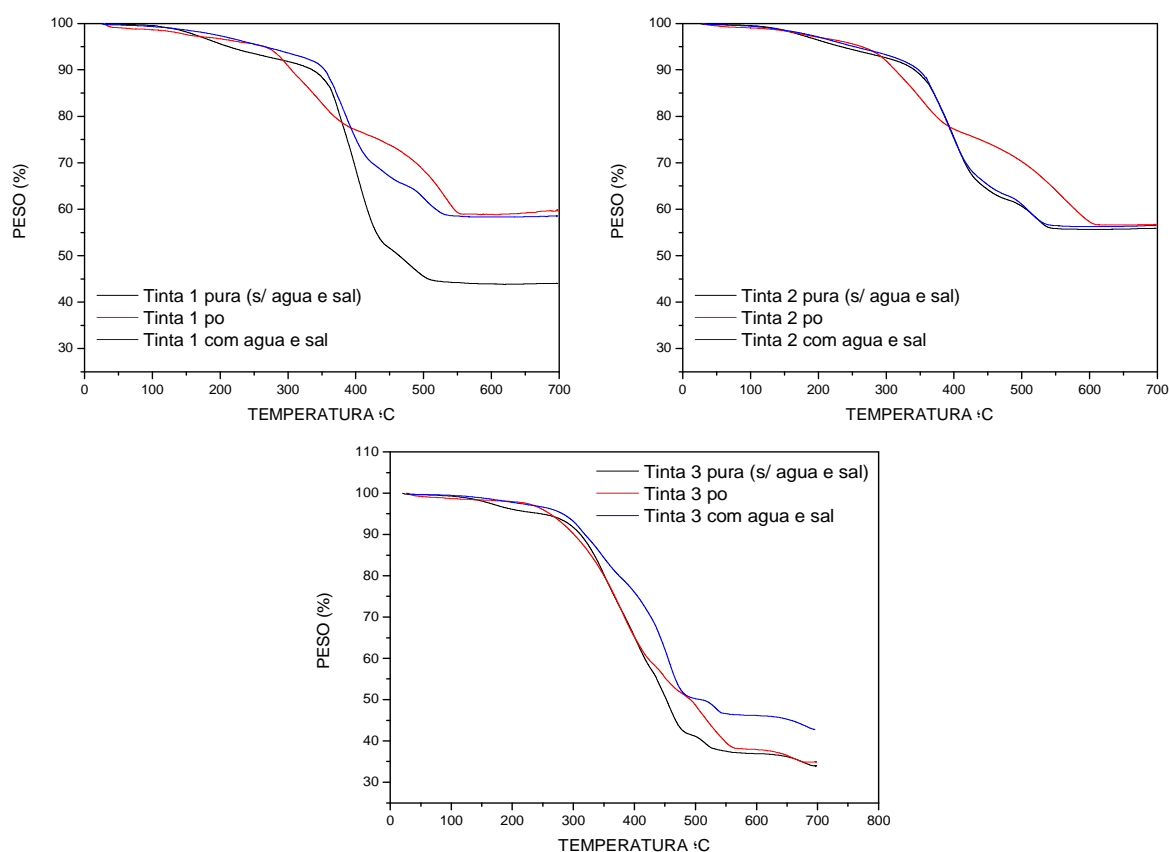 100
90
80
70
60
50
40
30
PESO (%)
Tinta 1 pura (s/ agua e sal)
Tinta 1 po
Tinta 1 com agua e sal
0 100 200 300 400 500 600 700
TEMPERATURA °C
100
90
80
70
60
50
40
30
PESO (%)
Tinta 2 pura (s/ agua e sal)
Tinta 2 po
Tinta 2 com agua e sal
0 100 200 300 400 500 600 700
TEMPERATURA °C
110
100
90
80
70
60
50
40
30
PESO (%)
Tinta 3 pura (s/ agua e sal)
Tinta 3 po
Tinta 3 com agua e sal
0 100 200 300 400 500 600 700 800
TEMPERATURA °C